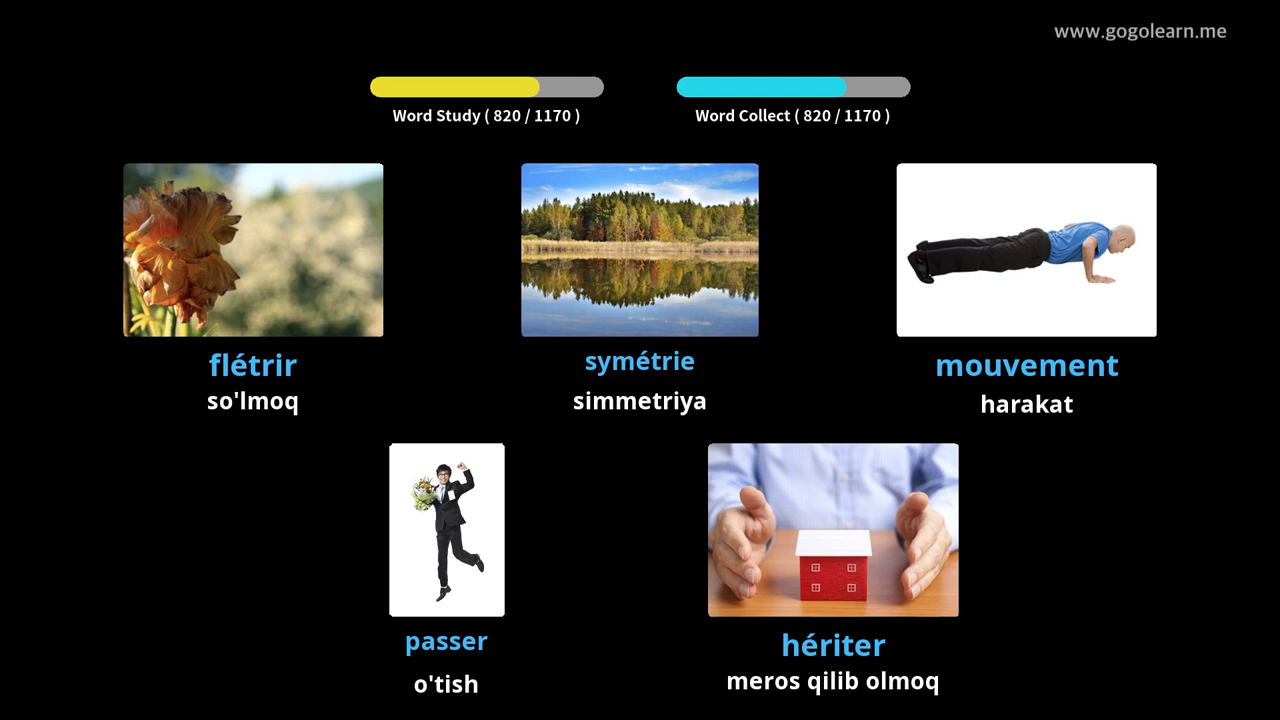 www.gogolearn.me
Word Study ( 820 / 1170 )
Word Collect ( 820 / 1170 )
flétrir
so'lmoq
symétrie
simmetriya
mouvement
harakat
passer
o'tish
hériter
meros qilib olmoq